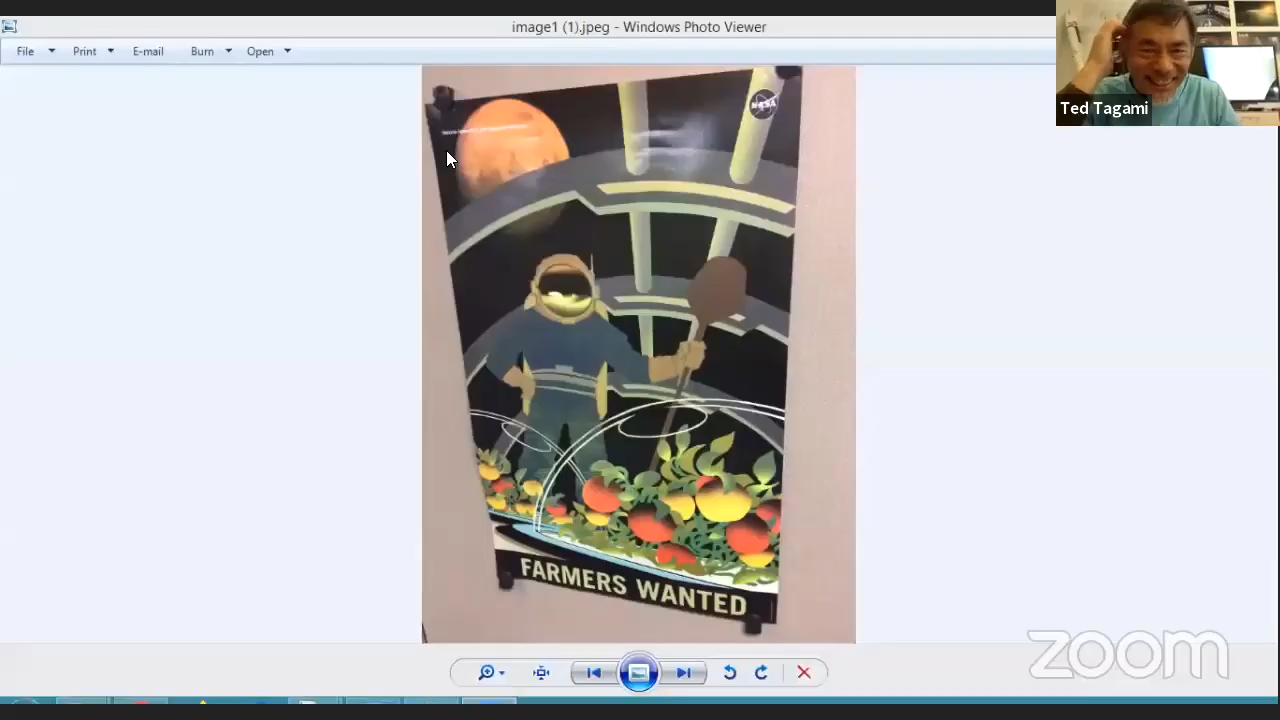 image1 (1).jpeg - Windows Photo Viewer
File Print E-mail Burn Open
Ted Tagami
NASA
FARMERS WANTED
zoom